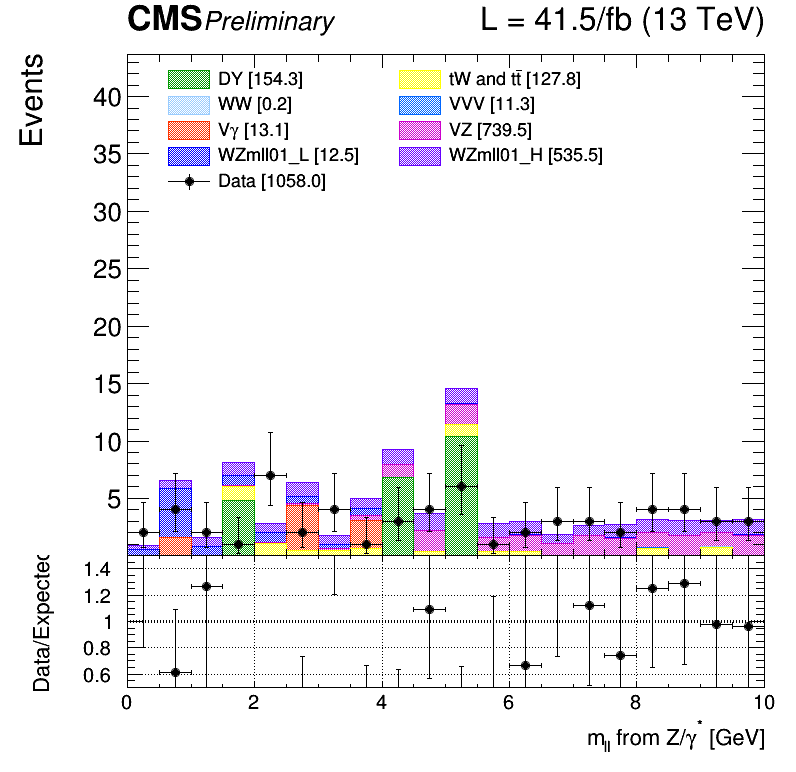 CMS Preliminary L = 41.5/fb (13 TeV)
Events
DY [154.3] tW and tt̄ [127.8]
WW [0.2] VVV [11.3]
Vγ [13.1] VZ [739.5]
WZmll01_L [12.5] WZmll01_H [535.5]
Data [1058.0]
40
35
30
25
20
15
10
5
Data/Expected
1.4
1.2
1
0.8
0.6
0 2 4 6 8 10
m_ll from Z/γ* [GeV]